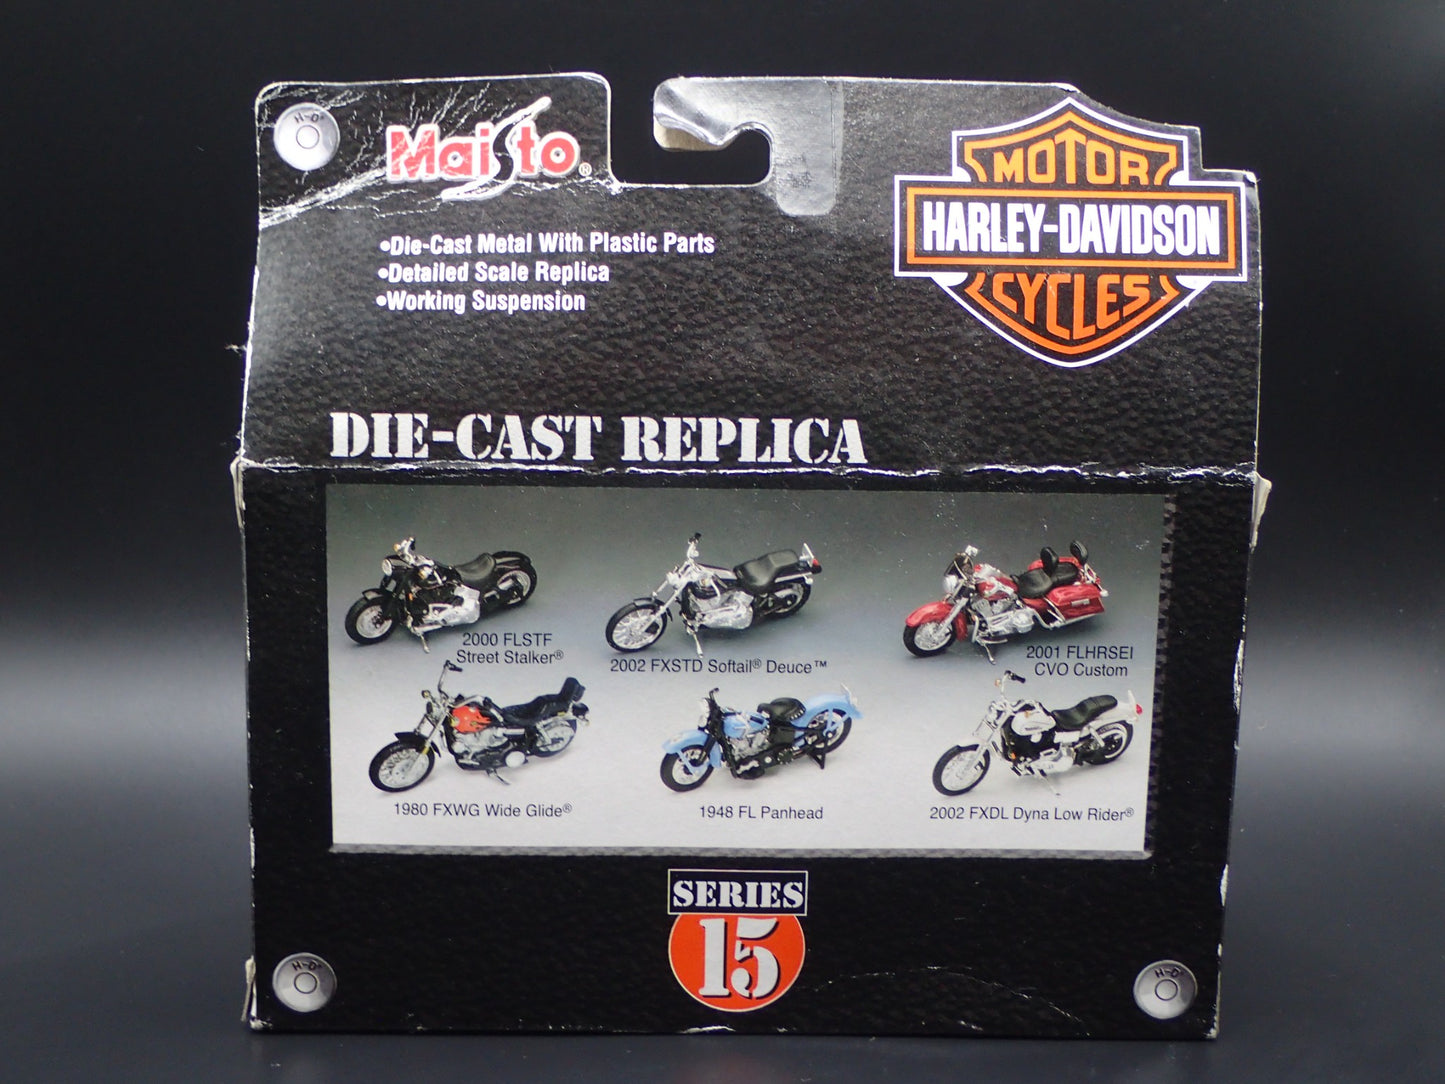 H-D
Maisto®
MOTOR
HARLEY-DAVIDSON
CYCLES
•Die-Cast Metal With Plastic Parts
•Detailed Scale Replica
•Working Suspension
DIE-CAST REPLICA
2000 FLSTF
Street Stalker®
2002 FXSTD Softail® Deuce™
2001 FLHRSEI
CVO Custom
1980 FXWG Wide Glide®
1948 FL Panhead
2002 FXDL Dyna Low Rider®
SERIES
15
H-D
H-D